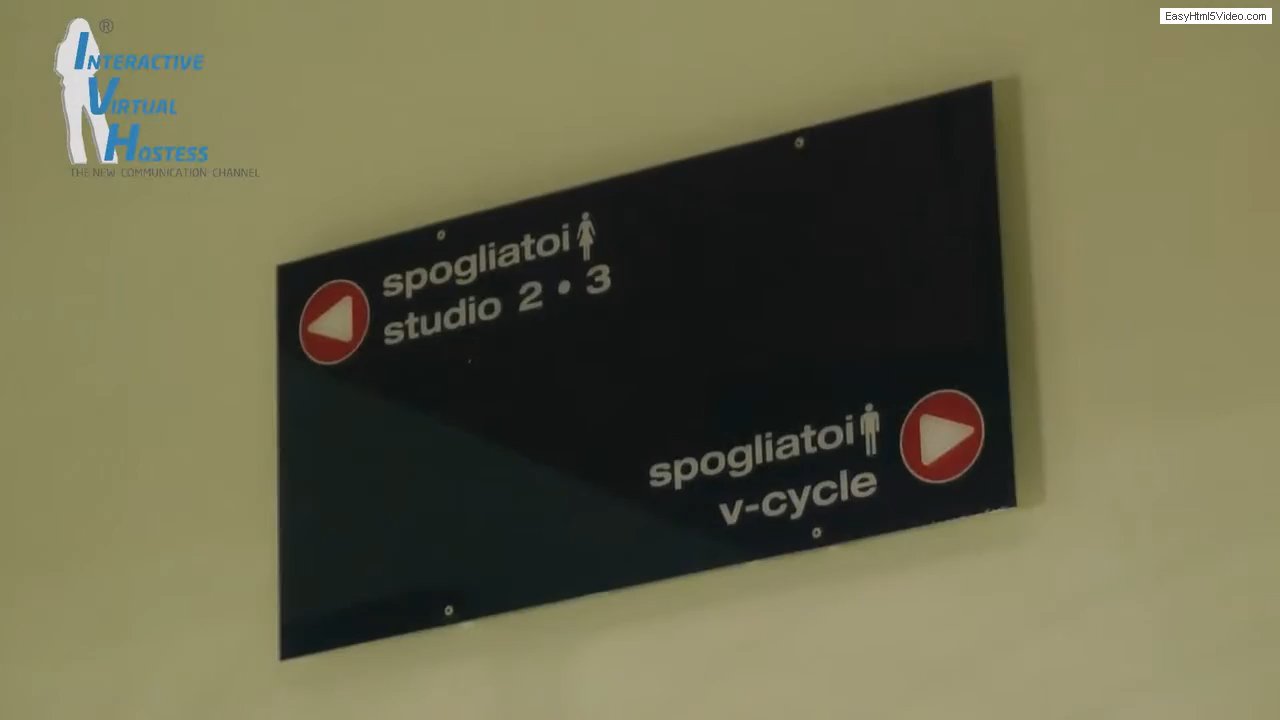 EasyHtml5Video.com
®
INTERACTIVE
VIRTUAL
HOSTESS
THE NEW COMMUNICATION CHANNEL
spogliatoi
studio 2 • 3
spogliatoi
v-cycle